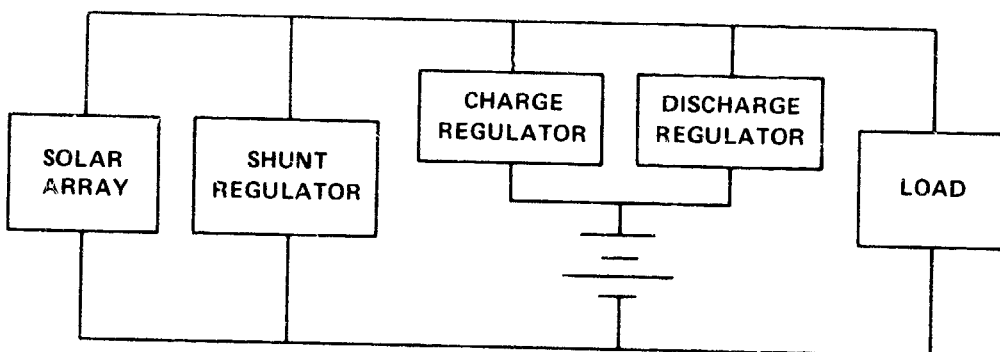 SOLAR
ARRAY
SHUNT
REGULATOR
CHARGE
REGULATOR
DISCHARGE
REGULATOR
LOAD